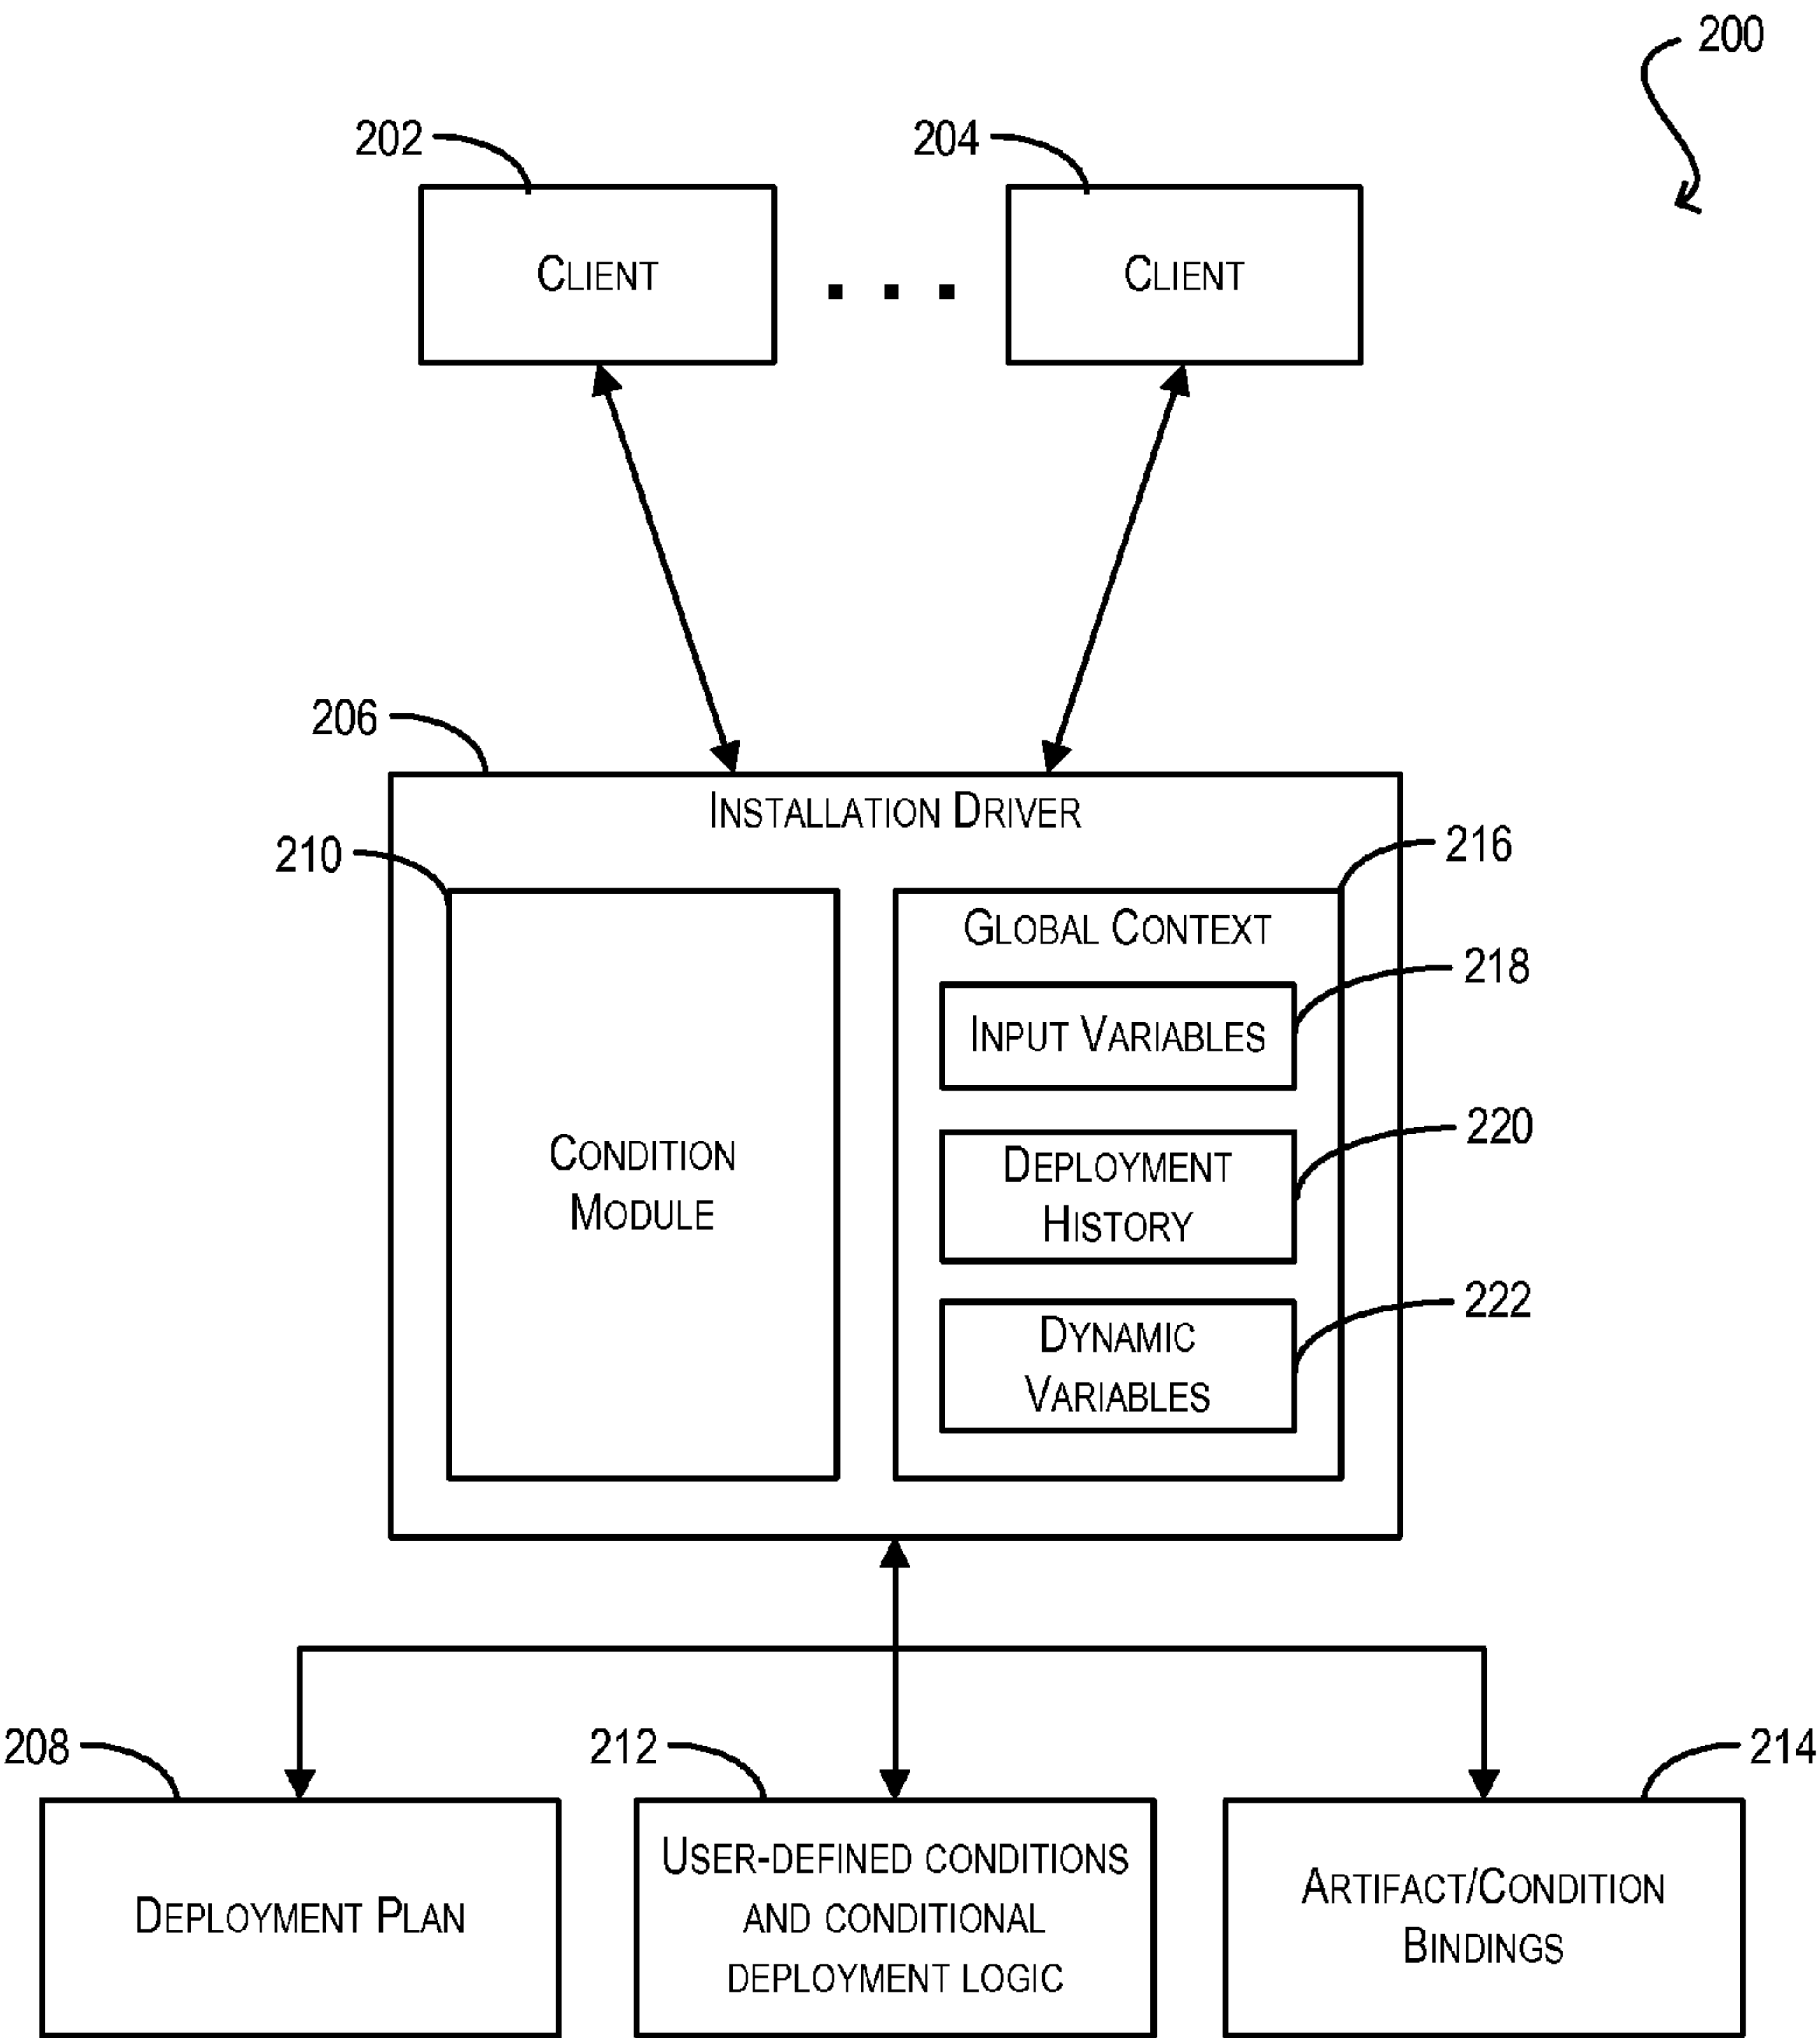 200
202
204
CLIENT
. . .
CLIENT
206
INSTALLATION DRIVER
210
216
GLOBAL CONTEXT
218
INPUT VARIABLES
220
CONDITION
MODULE
DEPLOYMENT
HISTORY
222
DYNAMIC
VARIABLES
208
212
214
DEPLOYMENT PLAN
USER-DEFINED CONDITIONS
AND CONDITIONAL
DEPLOYMENT LOGIC
ARTIFACT/CONDITION
BINDINGS